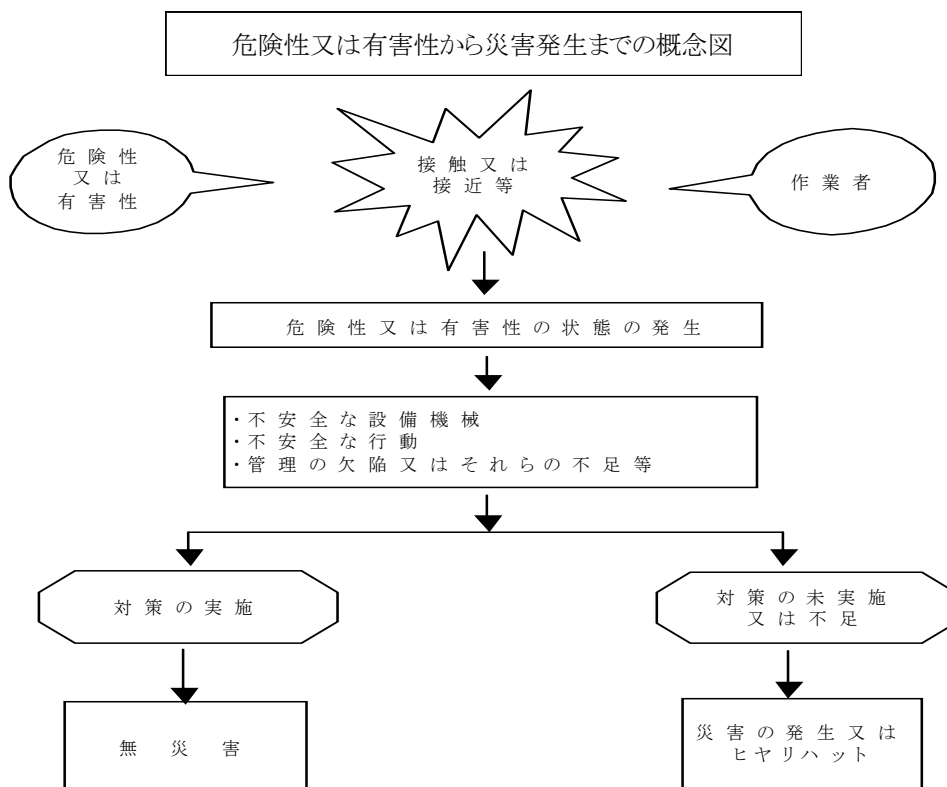 危険性又は有害性から災害発生までの概念図
危険性
又は
有害性
接触又は
接近等
作業者
危険性又は有害性の状態の発生
・不安全な設備機械
・不安全な行動
・管理の欠陥又はそれらの不足等
対策の実施
対策の未実施
又は不足
無災害
災害の発生又は
ヒヤリハット